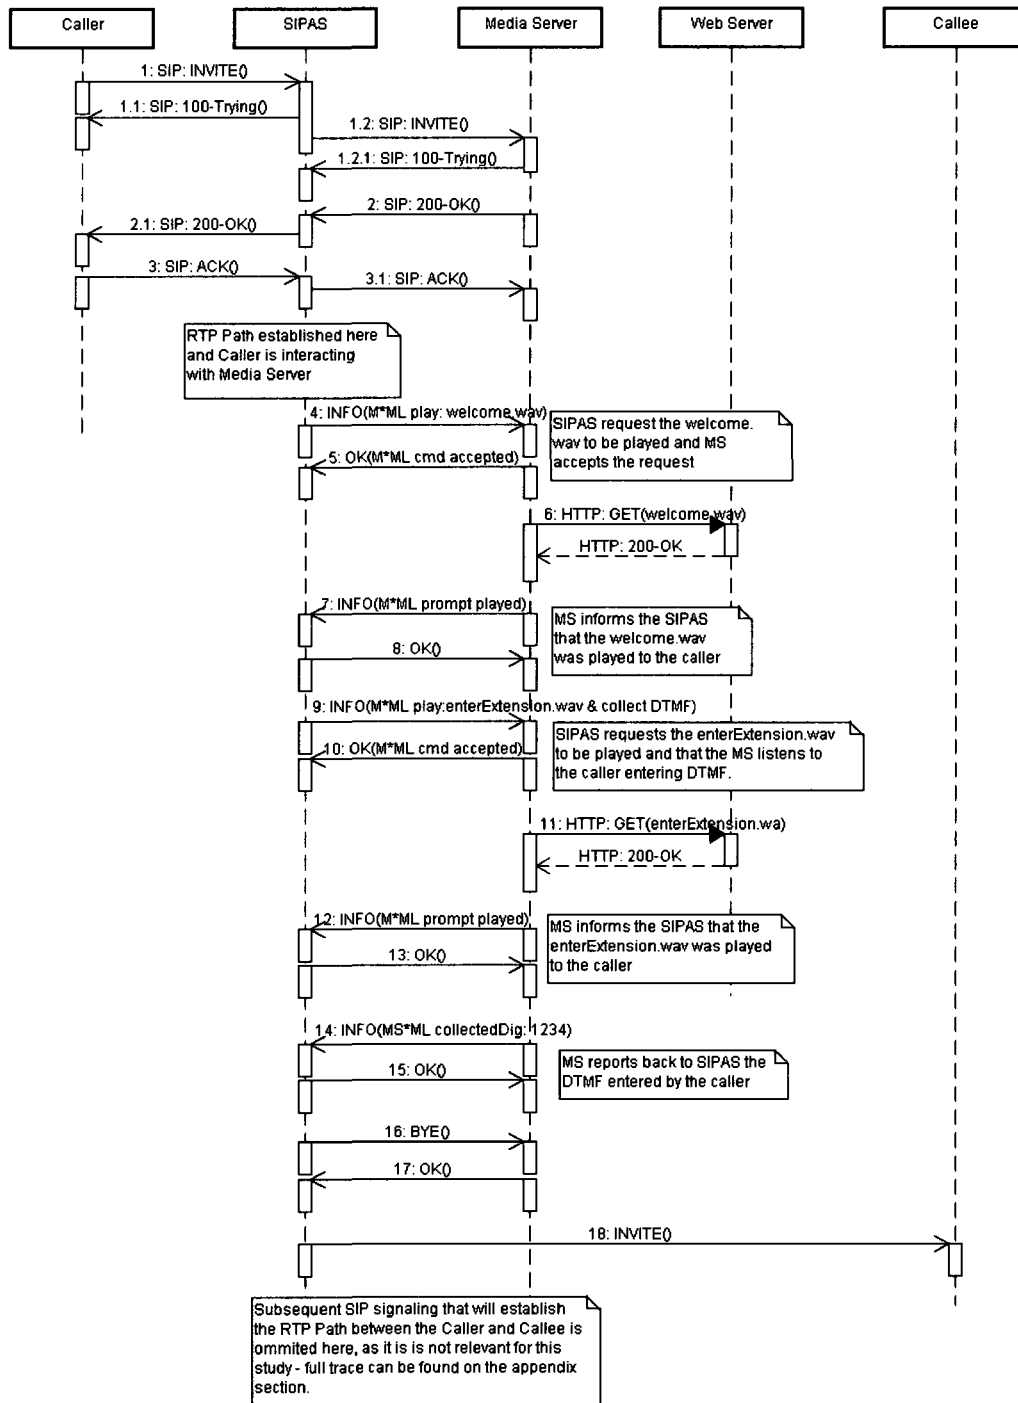 Caller
SIPAS
Media Server
Web Server
Callee
1: SIP: INVITE()
1.1: SIP: 100-Trying()
1.2: SIP: INVITE()
1.2.1: SIP: 100-Trying()
2: SIP: 200-OK()
2.1: SIP: 200-OK()
3: SIP: ACK()
3.1: SIP: ACK()
RTP Path established here
and Caller is interacting
with Media Server
4: INFO(M*ML play: welcome.wav)
SIPAS request the welcome.
wav to be played and MS
accepts the request
5: OK(M*ML cmd accepted)
6: HTTP: GET(welcome.wav)
HTTP: 200-OK
7: INFO(M*ML prompt played)
MS informs the SIPAS
that the welcome.wav
was played to the caller
8: OK()
9: INFO(M*ML play:enterExtension.wav & collect DTMF)
SIPAS requests the enterExtension.wav
to be played and that the MS listens to
the caller entering DTMF.
10: OK(M*ML cmd accepted)
11: HTTP: GET(enterExtension.wa)
HTTP: 200-OK
12: INFO(M*ML prompt played)
MS informs the SIPAS that the
enterExtension.wav was played
to the caller
13: OK()
14: INFO(MS*ML collectedDig: 1234)
MS reports back to SIPAS the
DTMF entered by the caller
15: OK()
16: BYE()
17: OK()
18: INVITE()
Subsequent SIP signaling that will establish
the RTP Path between the Caller and Callee is
ommited here, as it is is not relevant for this
study - full trace can be found on the appendix
section.